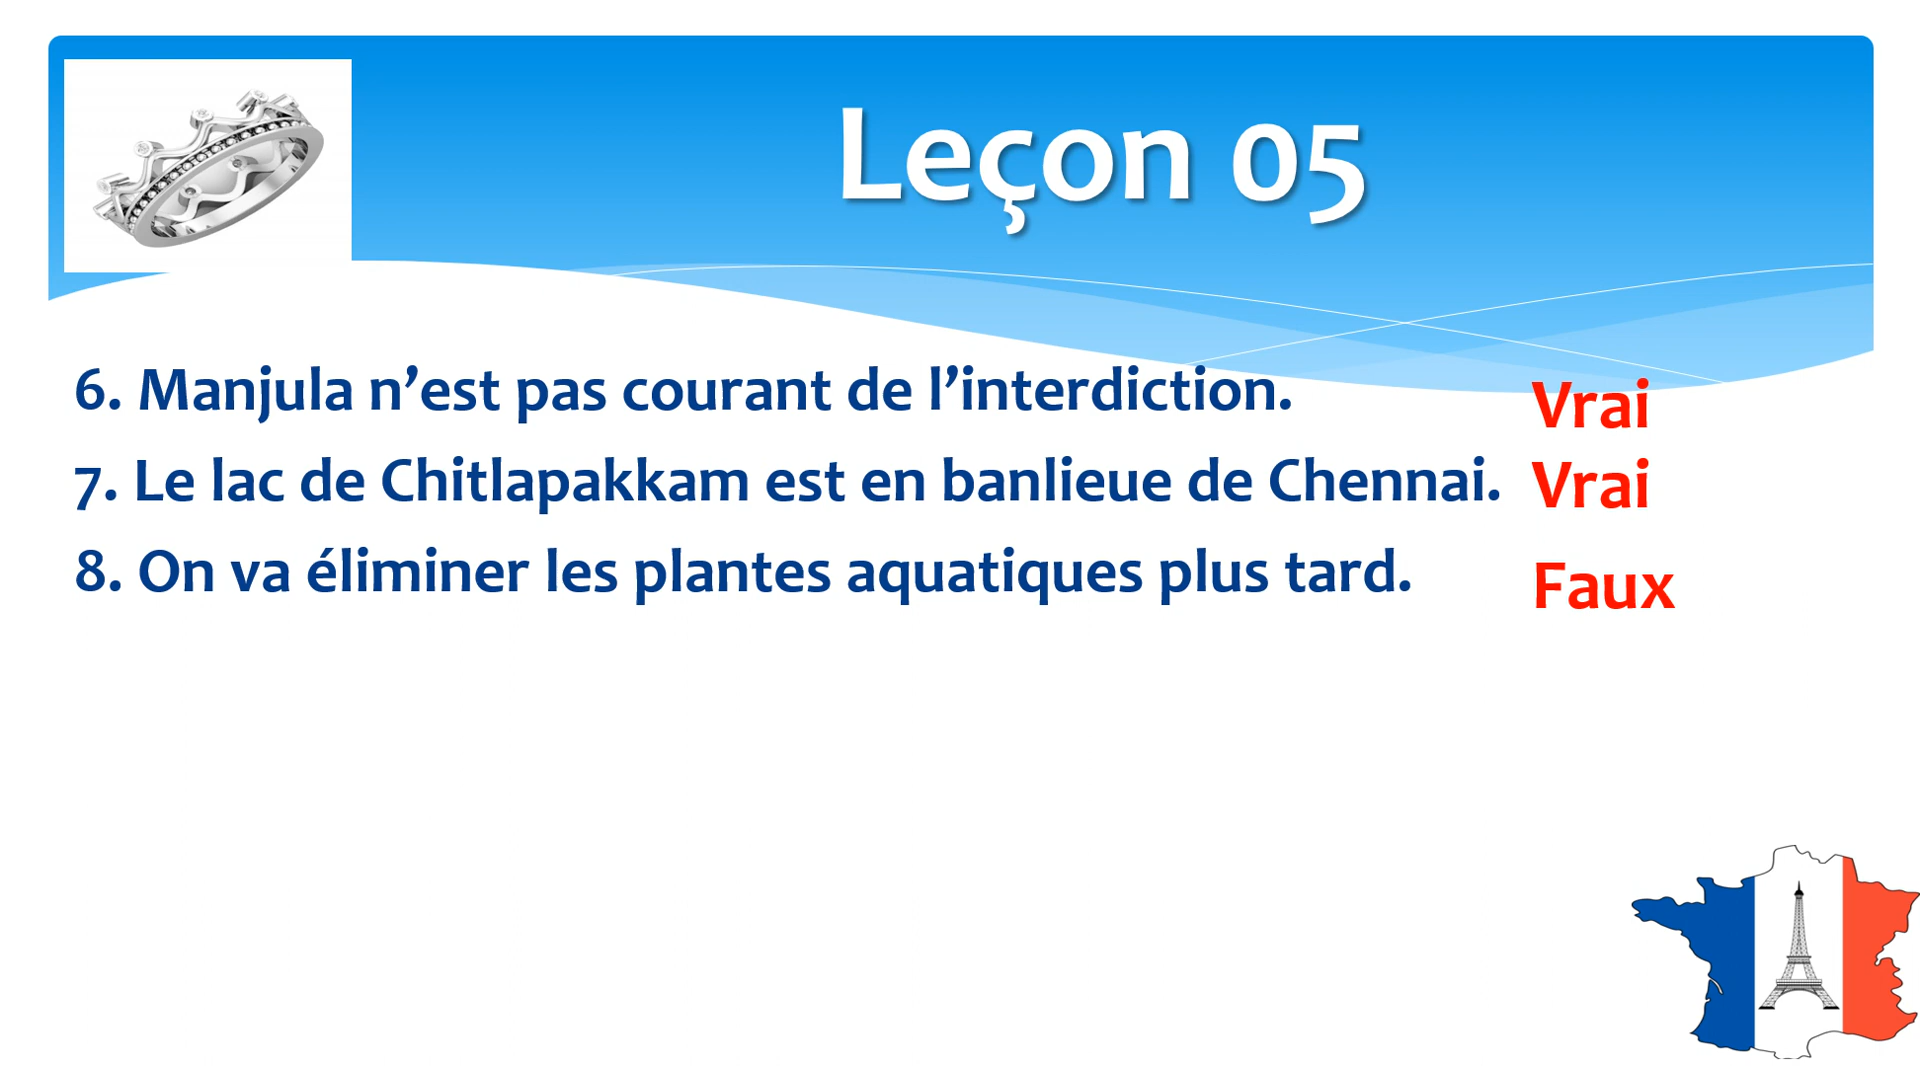 Leçon 05
6. Manjula n’est pas courant de l’interdiction. Vrai
7. Le lac de Chitlapakkam est en banlieue de Chennai. Vrai
8. On va éliminer les plantes aquatiques plus tard. Faux